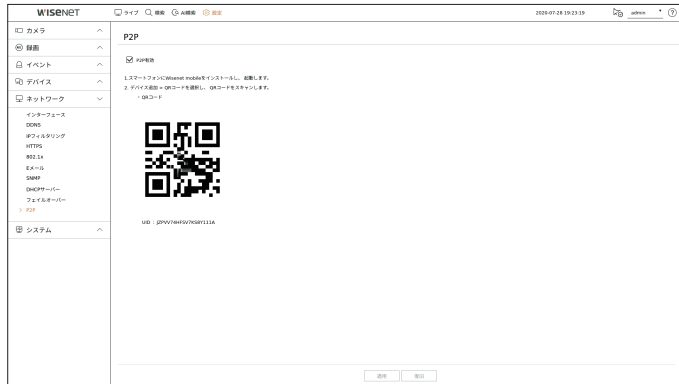 WISENET
ライブ 検索 AI検索 設定
2020-07-28 19:23:19 admin
カメラ
録画
イベント
デバイス
ネットワーク
インターフェース
DDNS
IPフィルタリング
HTTPS
802.1x
Eメール
SNMP
DHCPサーバー
フェイルオーバー
> P2P
システム
P2P
P2P有効
1.スマートフォンにWisenet mobileをインストールし、 起動します。
2. デバイス追加 > QRコードを選択し、 QRコードをスキャンします。
・QRコード
UID : JZPVV74HFSV7KS8Y111A
適用 復旧